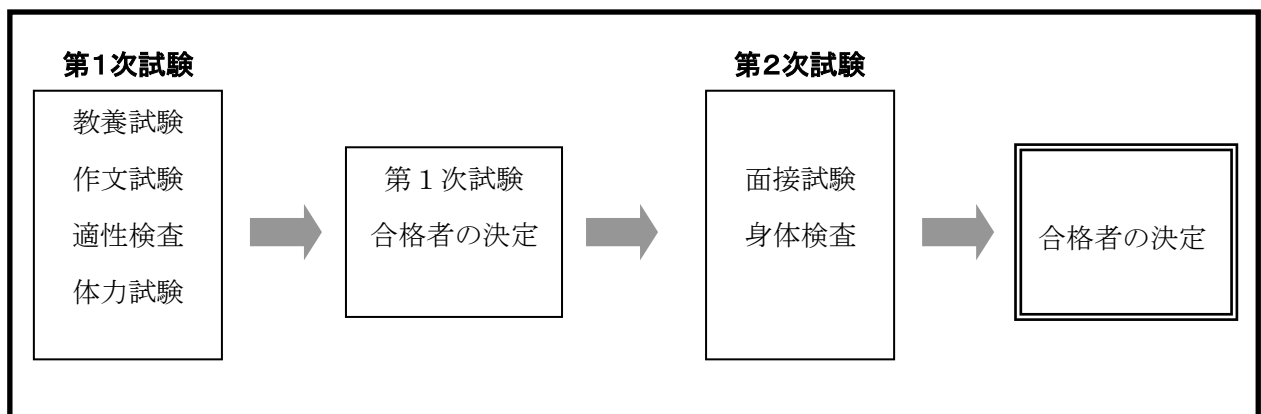 第１次試験
教養試験
作文試験
適性検査
体力試験
第１次試験
合格者の決定
第２次試験
面接試験
身体検査
合格者の決定